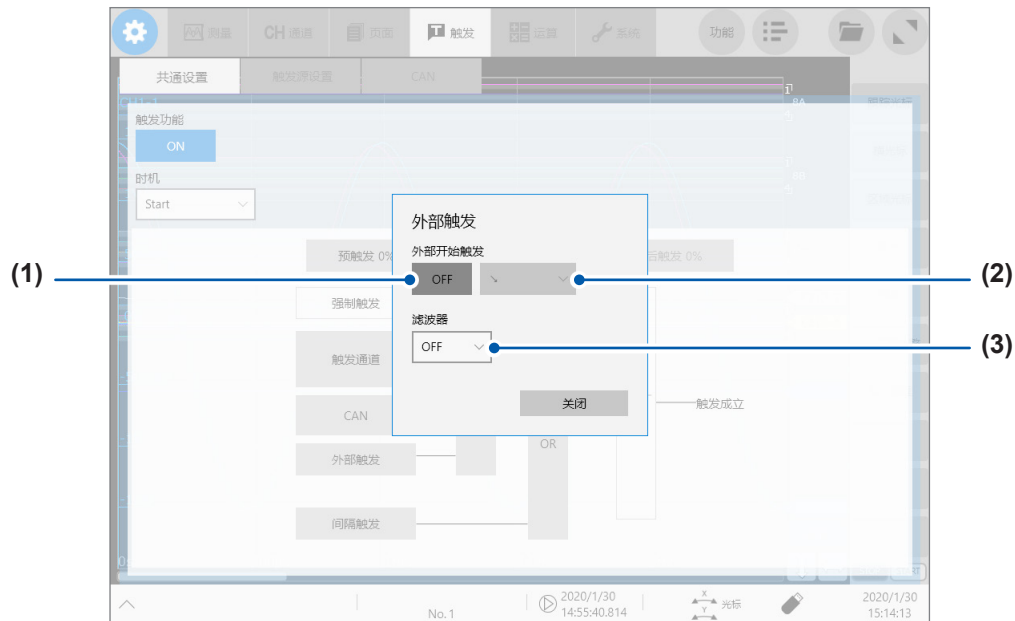 测量
CH 通道
页面
触发
运算
系统
功能
共通设置
触发源设置
CAN
触发功能
ON
时机
Start
预触发 0%
后触发 0%
强制触发
触发通道
CAN
外部触发
间隔触发
OR
触发成立
外部触发
外部开始触发
OFF
滤波器
OFF
关闭
(1)
(2)
(3)
No. 1
2020/1/30
14:55:40.814
X
Y
光标
2020/1/30
15:14:13